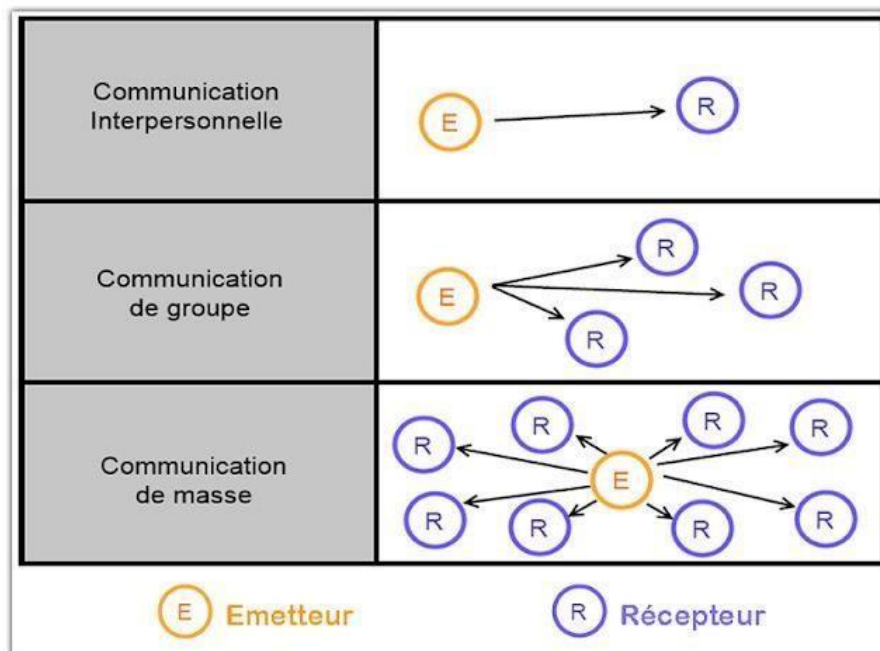 Communication
Interpersonnelle
E
R
Communication
de groupe
E
R
R
R
Communication
de masse
R
R
R
R
E
R
R
R
R
E Emetteur
R Récepteur